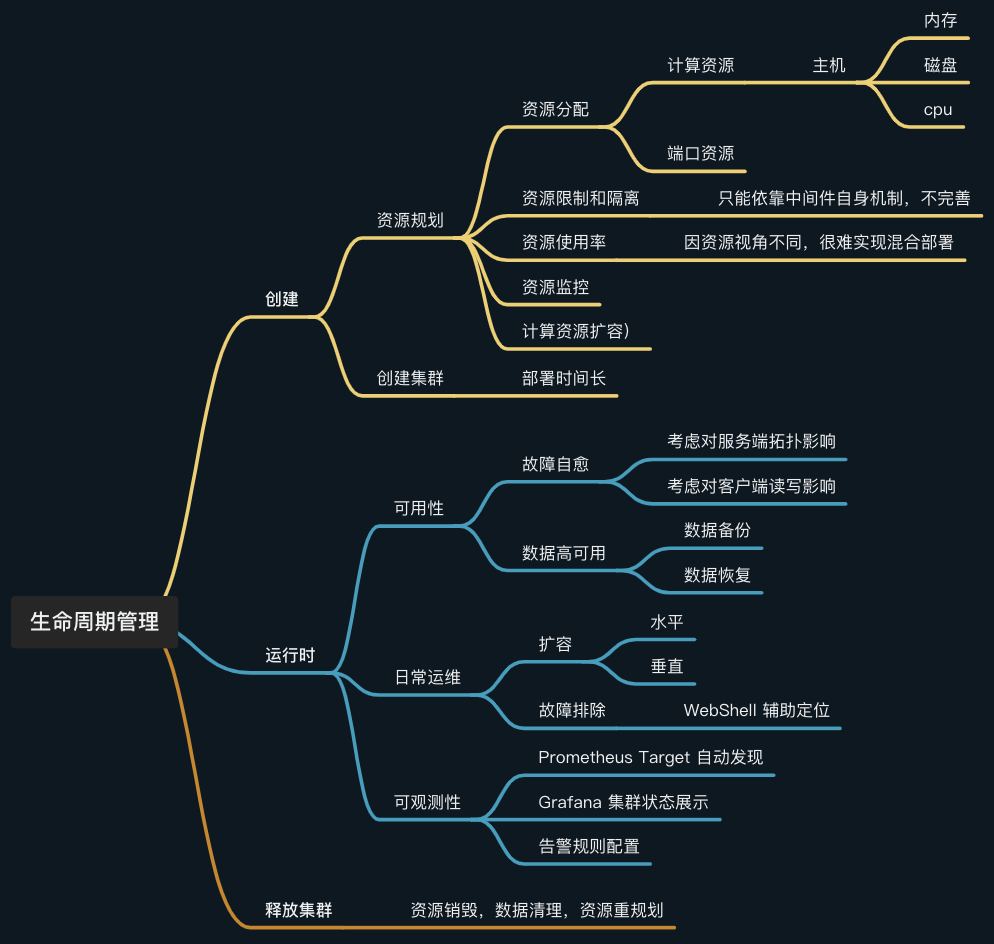 生命周期管理
创建
资源规划
资源分配
计算资源
主机
内存
磁盘
cpu
端口资源
资源限制和隔离
只能依靠中间件自身机制，不完善
资源使用率
因资源视角不同，很难实现混合部署
资源监控
计算资源扩容）
创建集群
部署时间长
运行时
可用性
故障自愈
考虑对服务端拓扑影响
考虑对客户端读写影响
数据高可用
数据备份
数据恢复
日常运维
扩容
水平
垂直
故障排除
WebShell 辅助定位
可观测性
Prometheus Target 自动发现
Grafana 集群状态展示
告警规则配置
释放集群
资源销毁，数据清理，资源重规划